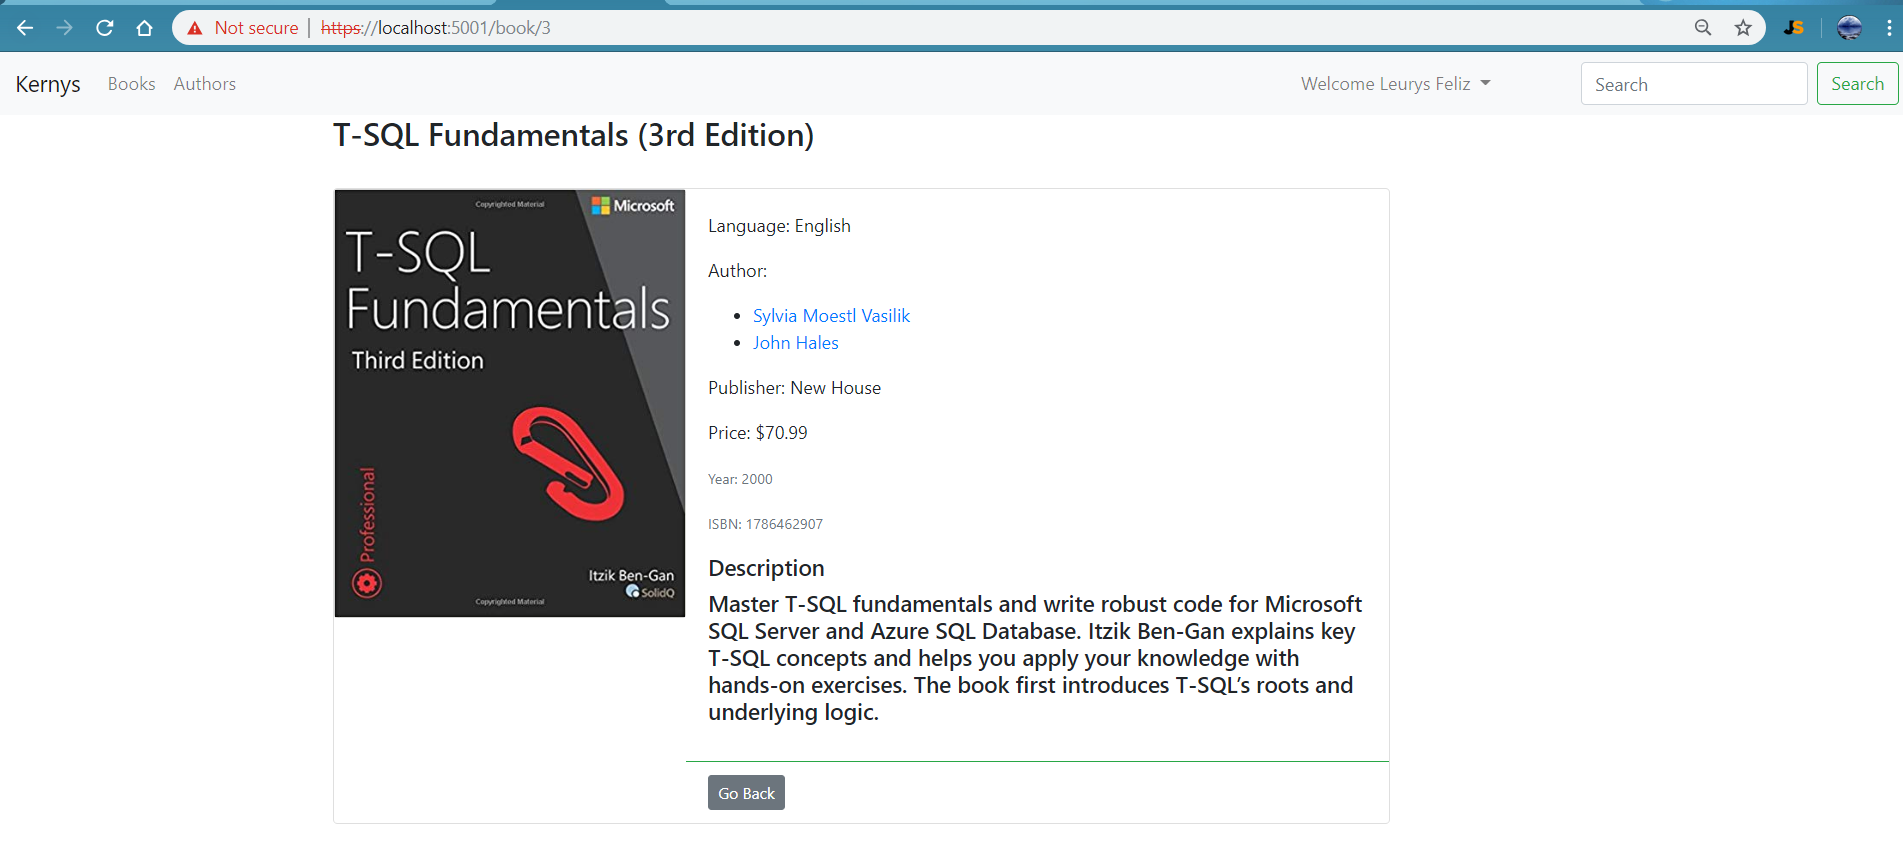 Not secure | https://localhost:5001/book/3
JS
Kernys Books Authors Welcome Leurys Feliz Search Search
T-SQL Fundamentals (3rd Edition)
Copyrighted Material
Microsoft
T-SQL
Fundamentals
Third Edition
Professional
Itzik Ben-Gan
SolidQ
Copyrighted Material
Language: English
Author:
Sylvia Moestl Vasilik
John Hales
Publisher: New House
Price: $70.99
Year: 2000
ISBN: 1786462907
Description
Master T-SQL fundamentals and write robust code for Microsoft
SQL Server and Azure SQL Database. Itzik Ben-Gan explains key
T-SQL concepts and helps you apply your knowledge with
hands-on exercises. The book first introduces T-SQL’s roots and
underlying logic.
Go Back